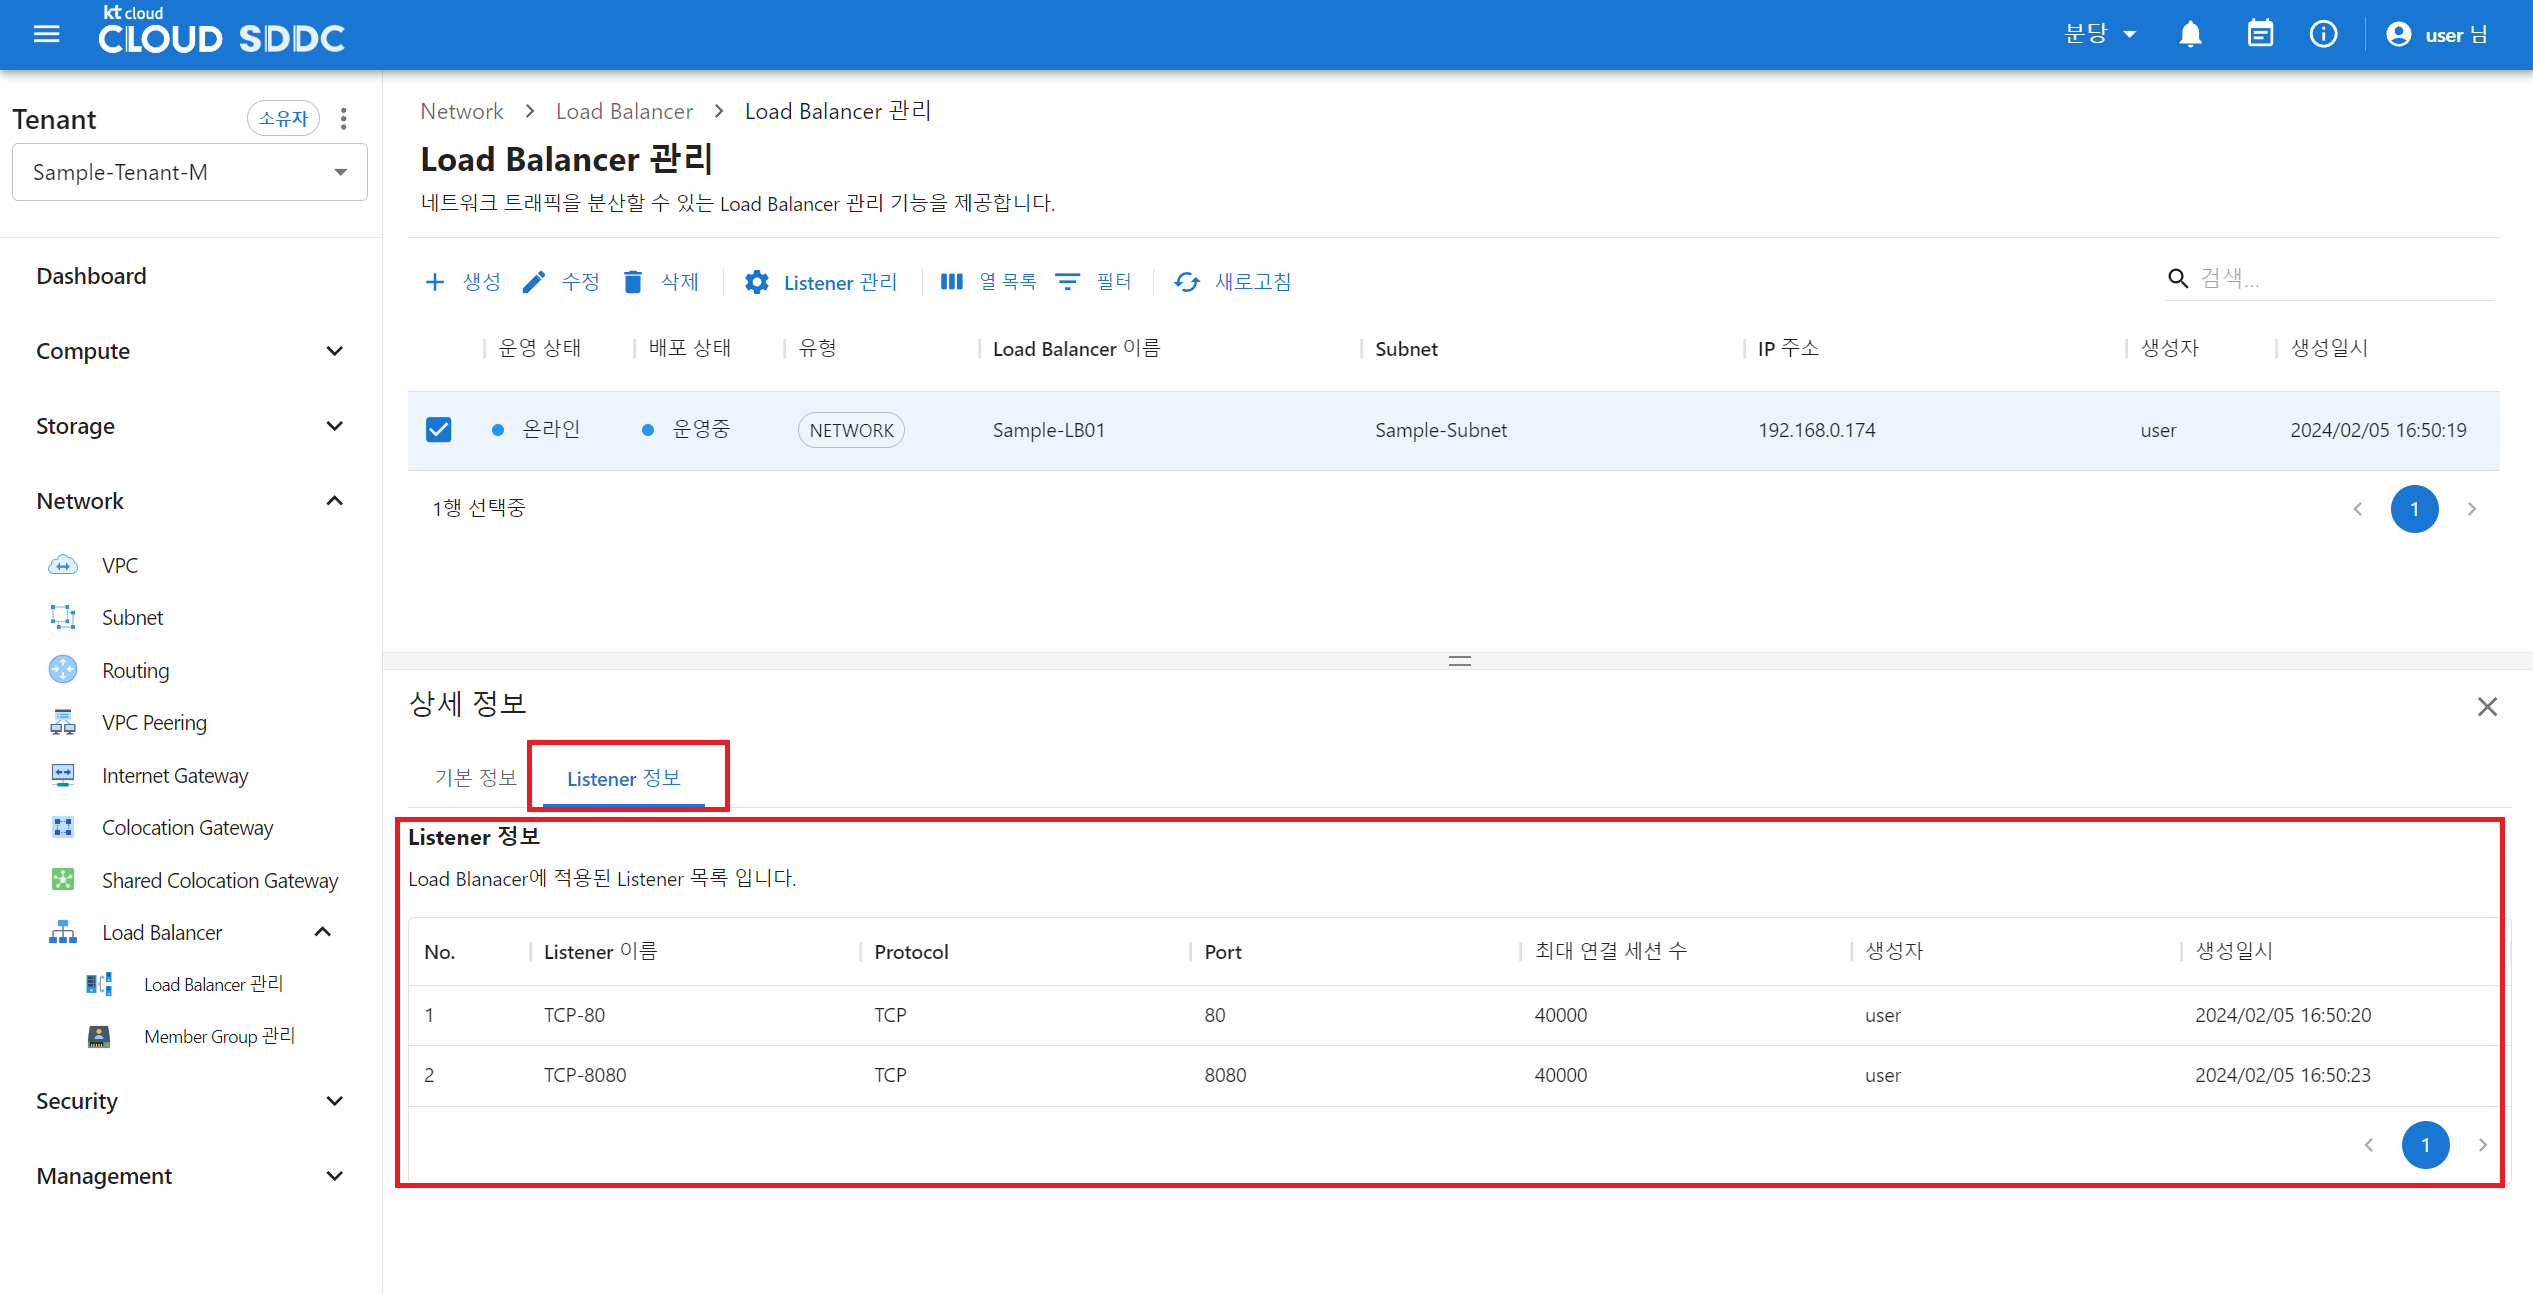 kt cloud
CLOUD SDDC
분당
user 님
Tenant
소유자
Sample-Tenant-M
Dashboard
Compute
Storage
Network
VPC
Subnet
Routing
VPC Peering
Internet Gateway
Colocation Gateway
Shared Colocation Gateway
Load Balancer
Load Balancer 관리
Member Group 관리
Security
Management
Network > Load Balancer > Load Balancer 관리
Load Balancer 관리
네트워크 트래픽을 분산할 수 있는 Load Balancer 관리 기능을 제공합니다.
생성 수정 삭제 Listener 관리 열 목록 필터 새로고침 검색...
운영 상태 배포 상태 유형 Load Balancer 이름 Subnet IP 주소 생성자 생성일시
온라인 운영중 NETWORK Sample-LB01 Sample-Subnet 192.168.0.174 user 2024/02/05 16:50:19
1행 선택중
1
상세 정보
기본 정보 Listener 정보
Listener 정보
Load Blanacer에 적용된 Listener 목록 입니다.
No. Listener 이름 Protocol Port 최대 연결 세션 수 생성자 생성일시
1 TCP-80 TCP 80 40000 user 2024/02/05 16:50:20
2 TCP-8080 TCP 8080 40000 user 2024/02/05 16:50:23
1